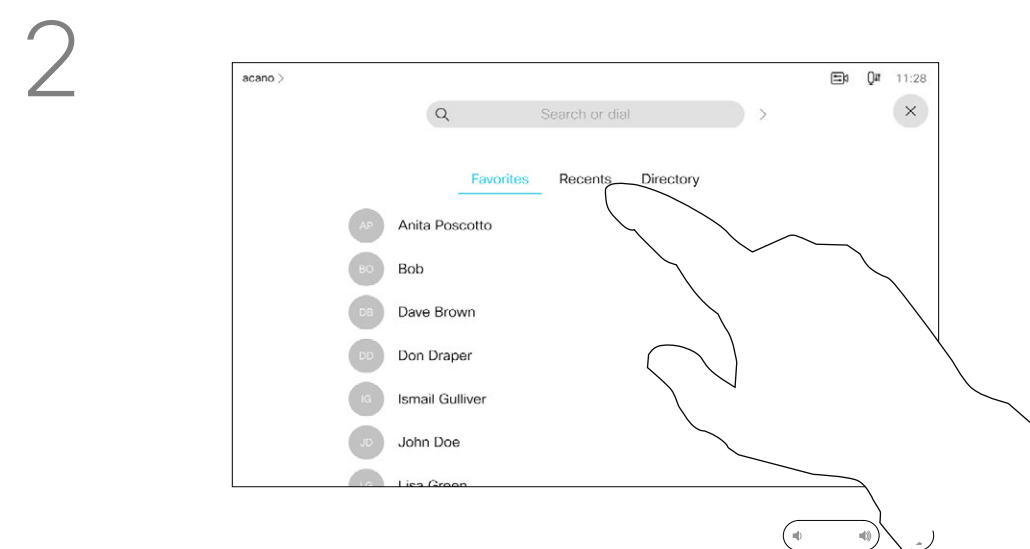 2
acano > 11:28
Search or dial >
Favorites Recents Directory
AP Anita Poscotto
BO Bob
DB Dave Brown
DD Don Draper
IG Ismail Gulliver
JD John Doe
LG Lisa Green